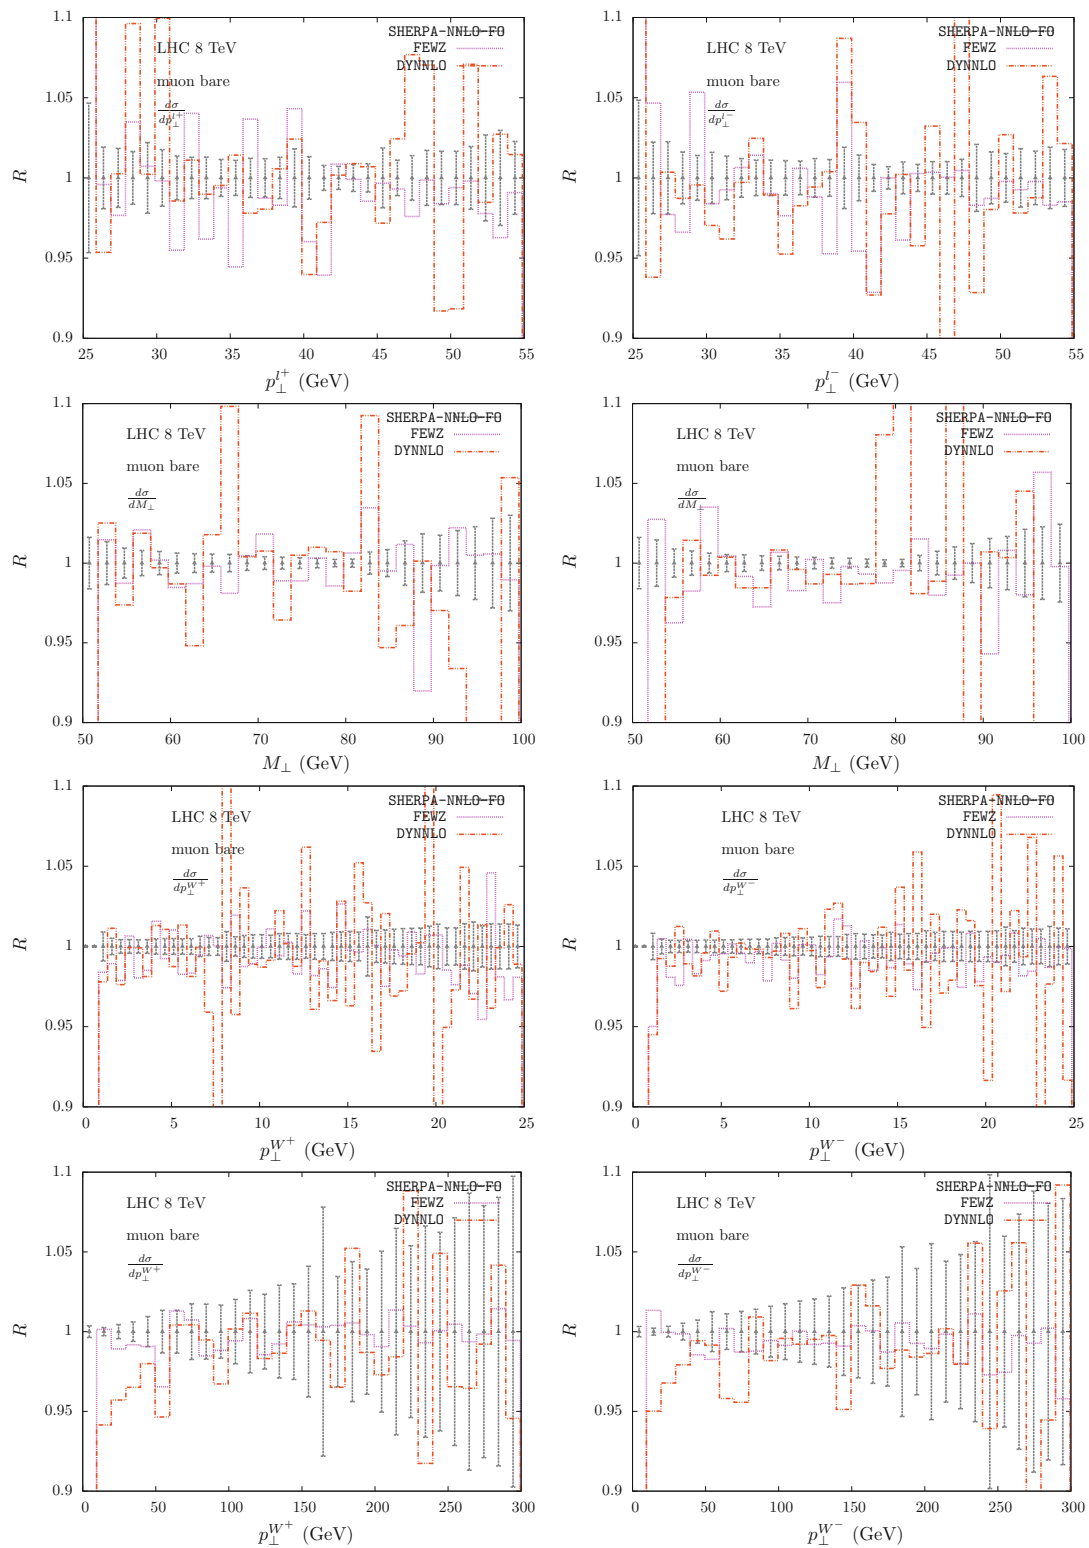 1.1
1.05
1
0.95
0.9
R
LHC 8 TeV
muon bare
dσ/dp⊥^{l+}
SHERPA-NNLO-FO
FEWZ
DYNNLO
25 30 35 40 45 50 55
p⊥^{l+} (GeV)
1.1
1.05
1
0.95
0.9
R
LHC 8 TeV
muon bare
dσ/dp⊥^{l−}
SHERPA-NNLO-FO
FEWZ
DYNNLO
25 30 35 40 45 50 55
p⊥^{l−} (GeV)
1.1
1.05
1
0.95
0.9
R
LHC 8 TeV
muon bare
dσ/dM⊥
SHERPA-NNLO-FO
FEWZ
DYNNLO
50 60 70 80 90 100
M⊥ (GeV)
1.1
1.05
1
0.95
0.9
R
LHC 8 TeV
muon bare
dσ/dM⊥
SHERPA-NNLO-FO
FEWZ
DYNNLO
50 60 70 80 90 100
M⊥ (GeV)
1.1
1.05
1
0.95
0.9
R
LHC 8 TeV
muon bare
dσ/dp⊥^{W+}
SHERPA-NNLO-FO
FEWZ
DYNNLO
0 5 10 15 20 25
p⊥^{W+} (GeV)
1.1
1.05
1
0.95
0.9
R
LHC 8 TeV
muon bare
dσ/dp⊥^{W−}
SHERPA-NNLO-FO
FEWZ
DYNNLO
0 5 10 15 20 25
p⊥^{W−} (GeV)
1.1
1.05
1
0.95
0.9
R
LHC 8 TeV
muon bare
dσ/dp⊥^{W+}
SHERPA-NNLO-FO
FEWZ
DYNNLO
0 50 100 150 200 250 300
p⊥^{W+} (GeV)
1.1
1.05
1
0.95
0.9
R
LHC 8 TeV
muon bare
dσ/dp⊥^{W−}
SHERPA-NNLO-FO
FEWZ
DYNNLO
0 50 100 150 200 250 300
p⊥^{W−} (GeV)